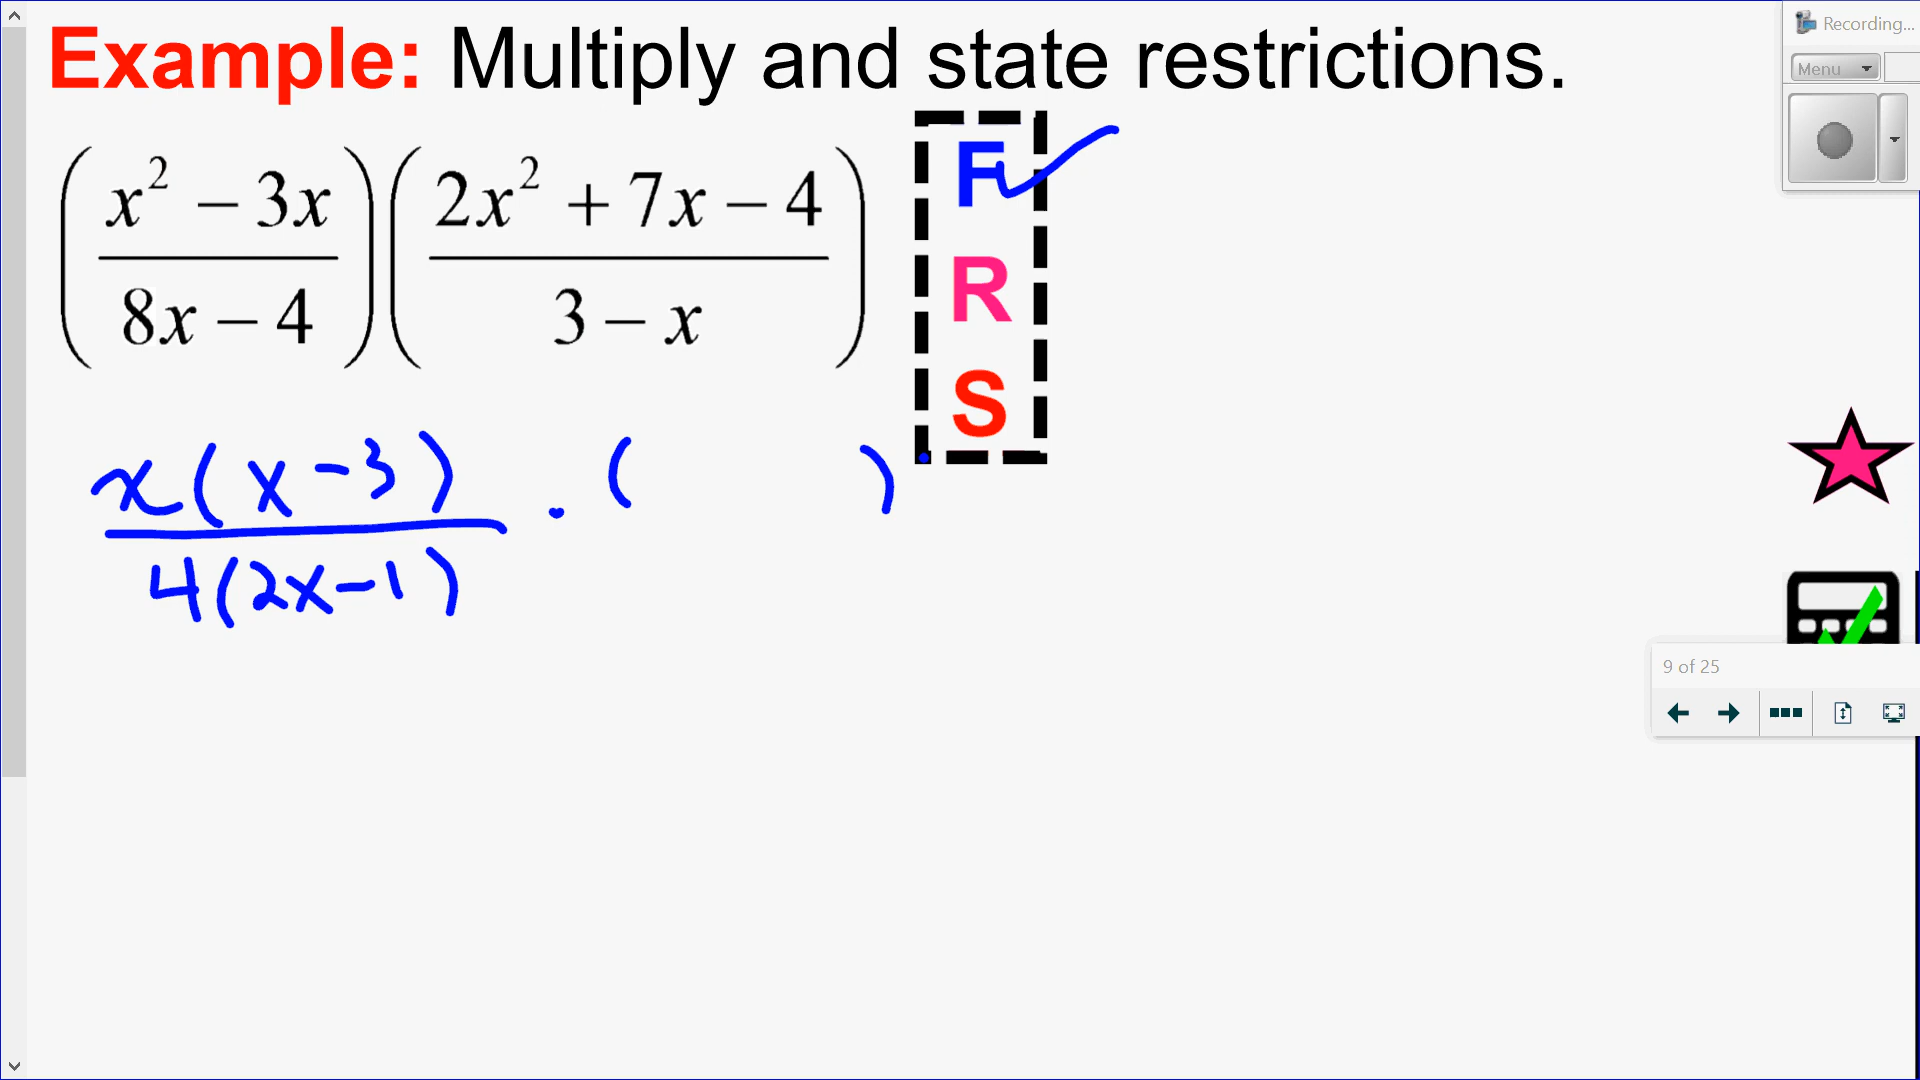 Example: Multiply and state restrictions.
(x² − 3x / 8x − 4)(2x² + 7x − 4 / 3 − x)
F
R
S
x(x−3) / 4(2x−1) · (      )
Recording...
Menu
9 of 25